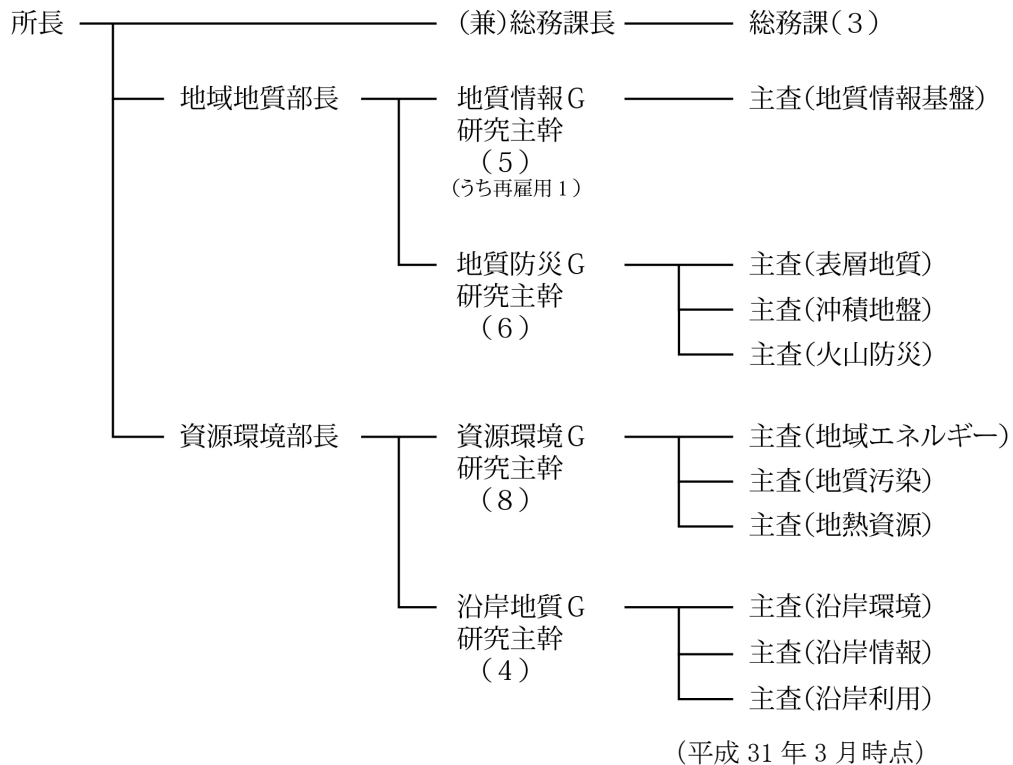 所長 （兼）総務課長 総務課（３）
地域地質部長 地質情報Ｇ 主査（地質情報基盤）
研究主幹
（５）
（うち再雇用１）
地質防災Ｇ 主査（表層地質）
研究主幹 主査（沖積地盤）
（６）
主査（火山防災）
資源環境部長 資源環境Ｇ 主査（地域エネルギー）
研究主幹 主査（地質汚染）
（８）
主査（地熱資源）
沿岸地質Ｇ 主査（沿岸環境）
研究主幹 主査（沿岸情報）
（４）
主査（沿岸利用）
（平成 31 年 3 月時点）